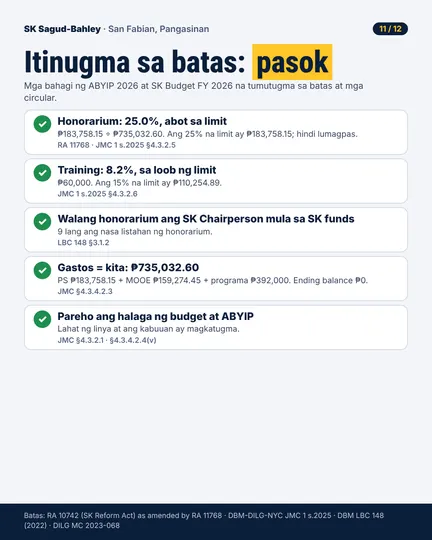 SK Sagud-Bahley · San Fabian, Pangasinan
11 / 12
Itinugma sa batas: pasok
Mga bahagi ng ABYIP 2026 at SK Budget FY 2026 na tumutugma sa batas at mga
circular.
Honorarium: 25.0%, abot sa limit
₱183,758.15 ÷ ₱735,032.60. Ang 25% na limit ay ₱183,758.15; hindi lumagpas.
RA 11768 · JMC 1 s.2025 §4.3.2.5
Training: 8.2%, sa loob ng limit
₱60,000. Ang 15% na limit ay ₱110,254.89.
JMC 1 s.2025 §4.3.2.6
Walang honorarium ang SK Chairperson mula sa SK funds
9 lang ang nasa listahan ng honorarium.
LBC 148 §3.1.2
Gastos = kita: ₱735,032.60
PS ₱183,758.15 + MOOE ₱159,274.45 + programa ₱392,000. Ending balance ₱0.
JMC §4.3.4.2.3
Pareho ang halaga ng budget at ABYIP
Lahat ng linya at ang kabuuan ay magkatugma.
JMC §4.3.2.1 · §4.3.4.2.4(v)
Batas: RA 10742 (SK Reform Act) as amended by RA 11768 · DBM-DILG-NYC JMC 1 s.2025 · DBM LBC 148
(2022) · DILG MC 2023-068